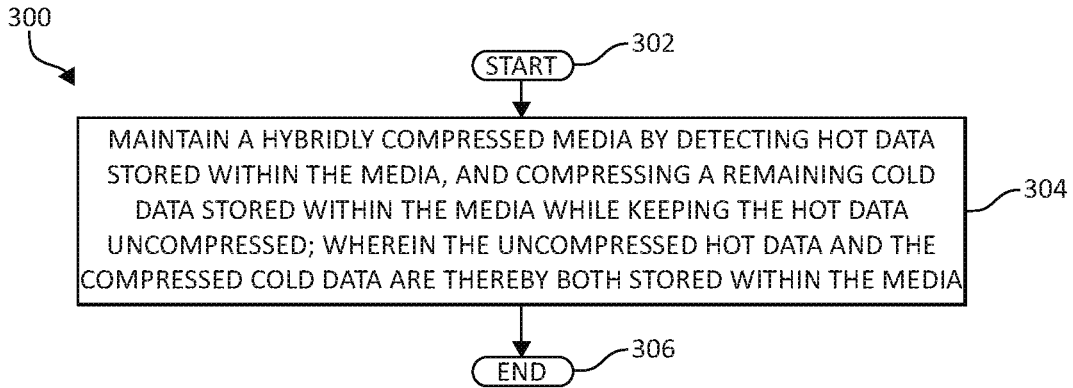 300
302
START
MAINTAIN A HYBRIDLY COMPRESSED MEDIA BY DETECTING HOT DATA
STORED WITHIN THE MEDIA, AND COMPRESSING A REMAINING COLD
DATA STORED WITHIN THE MEDIA WHILE KEEPING THE HOT DATA
UNCOMPRESSED; WHEREIN THE UNCOMPRESSED HOT DATA AND THE
COMPRESSED COLD DATA ARE THEREBY BOTH STORED WITHIN THE MEDIA
304
306
END